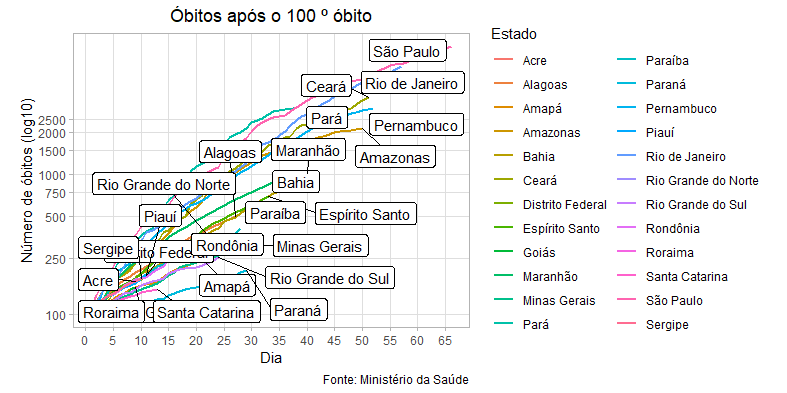 Óbitos após o 100 º óbito
Número de óbitos (log10)
2500
2000
1500
1000
750
500
250
100
São Paulo
Ceará
Rio de Janeiro
Pará
Pernambuco
Alagoas
Maranhão
Amazonas
Rio Grande do Norte
Bahia
Piauí
Paraíba
Espírito Santo
Sergipe
ito Federal
Rondônia
Minas Gerais
Acre
Amapá
Rio Grande do Sul
Roraima
G
Santa Catarina
Paraná
0 5 10 15 20 25 30 35 40 45 50 55 60 65
Dia
Fonte: Ministério da Saúde
Estado
Acre
Alagoas
Amapá
Amazonas
Bahia
Ceará
Distrito Federal
Espírito Santo
Goiás
Maranhão
Minas Gerais
Pará
Paraíba
Paraná
Pernambuco
Piauí
Rio de Janeiro
Rio Grande do Norte
Rio Grande do Sul
Rondônia
Roraima
Santa Catarina
São Paulo
Sergipe